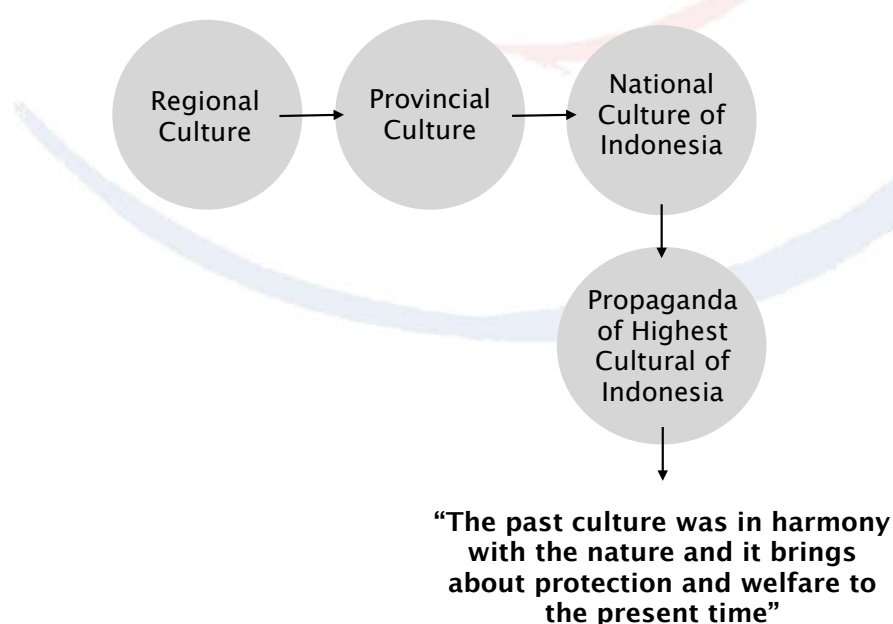 Regional
Culture
Provincial
Culture
National
Culture of
Indonesia
Propaganda
of Highest
Cultural of
Indonesia
“The past culture was in harmony
with the nature and it brings
about protection and welfare to
the present time”